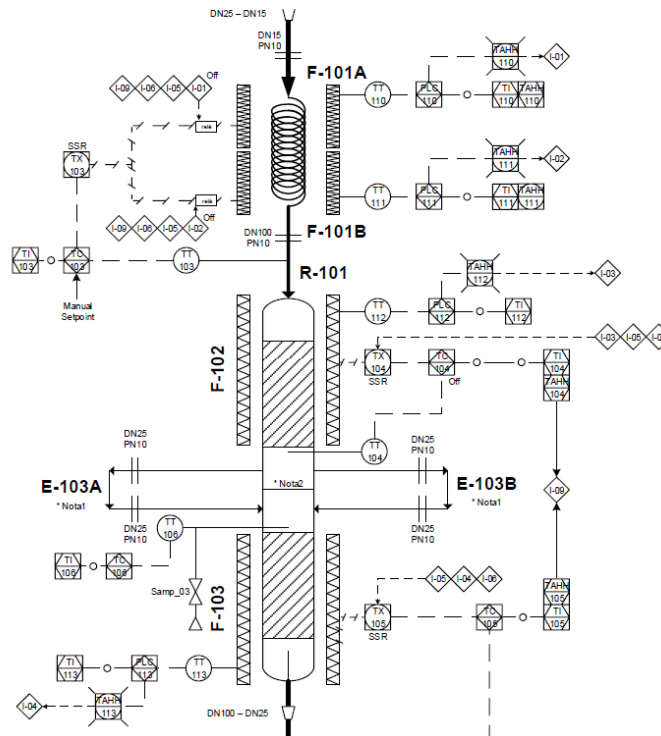 DN25 – DN15
DN15
PN10
TAHH
110
I-01
F-101A
I-09
I-06
I-05
I-01
Off
TT
110
PLC
110
TI
110
TAHH
110
relé
SSR
TX
103
TAHH
111
I-02
TT
103
TT
111
PLC
111
TI
111
TAHH
111
relé
Off
I-09
I-06
I-05
I-02
DN100
PN10
F-101B
TI
103
TC
103
TT
103
R-101
Manual
Setpoint
TAHH
112
I-03
TT
112
PLC
112
TI
112
F-102
I-03
I-05
TX
104
SSR
TC
104
Off
TI
104
TAHH
104
TT
104
DN25
PN10
DN25
PN10
E-103A
* Nota1
* Nota2
E-103B
* Nota1
I-09
DN25
PN10
DN25
PN10
TT
106
TI
106
TC
106
Samp_03
F-103
I-05
I-04
I-06
TX
105
SSR
TC
105
TAHH
105
TI
105
TI
113
PLC
113
TT
113
I-04
TAHH
113
DN100 – DN25